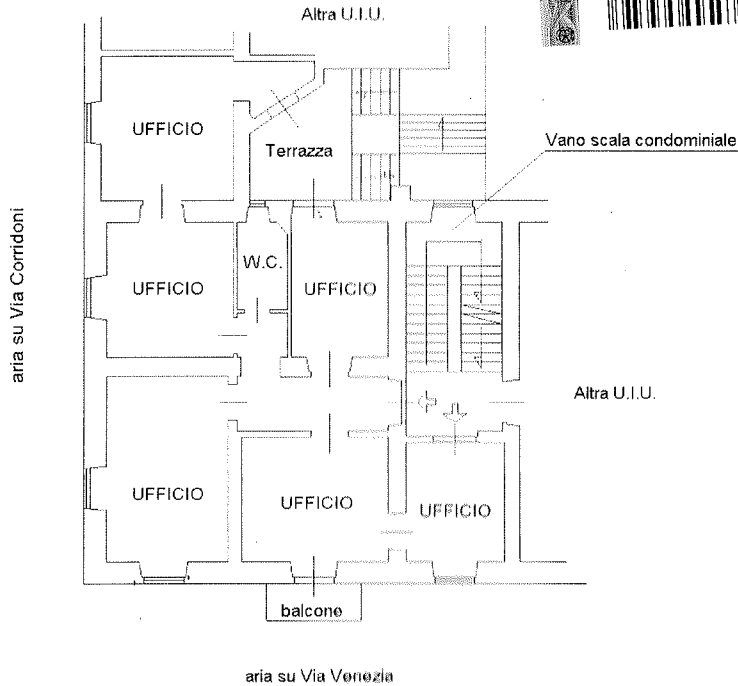 Altra U.I.U.
UFFICIO
Terrazza
Vano scala condominiale
aria su Via Corridoni
W.C.
UFFICIO
UFFICIO
Altra U.I.U.
UFFICIO
UFFICIO
UFFICIO
balcone
aria su Via Venezia